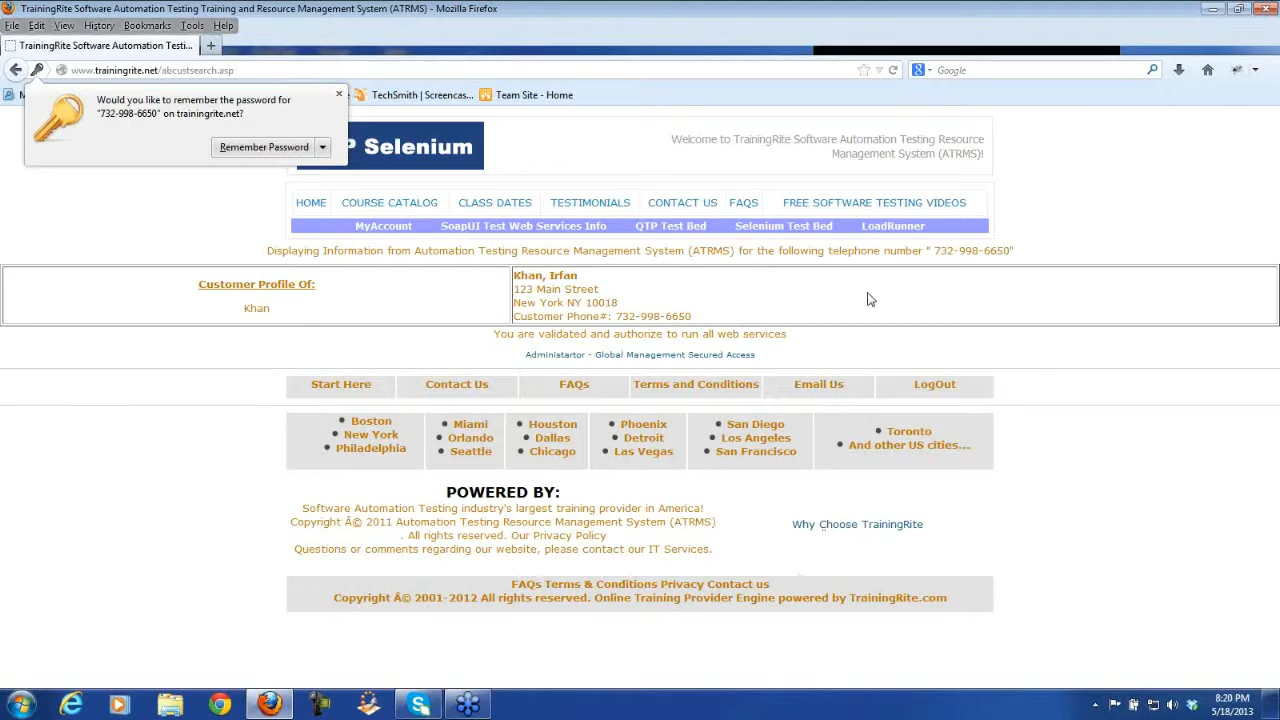 TrainingRite Software Automation Testing Training and Resource Management System (ATRMS) - Mozilla Firefox
File Edit View History Bookmarks Tools Help
TrainingRite Software Automation Testi...
www.trainingrite.net/abcustsearch.asp
Google
TechSmith | Screencas...
Team Site - Home
Would you like to remember the password for
"732-998-6650" on trainingrite.net?
Remember Password
P Selenium
Welcome to TrainingRite Software Automation Testing Resource
Management System (ATRMS)!
HOME COURSE CATALOG CLASS DATES TESTIMONIALS CONTACT US FAQS FREE SOFTWARE TESTING VIDEOS
MyAccount SoapUI Test Web Services Info QTP Test Bed Selenium Test Bed LoadRunner
Displaying Information from Automation Testing Resource Management System (ATRMS) for the following telephone number " 732-998-6650"
Customer Profile Of:
Khan
Khan, Irfan
123 Main Street
New York NY 10018
Customer Phone#: 732-998-6650
You are validated and authorize to run all web services
Administartor - Global Management Secured Access
Start Here Contact Us FAQs Terms and Conditions Email Us LogOut
Boston
New York
Philadelphia
Miami
Orlando
Seattle
Houston
Dallas
Chicago
Phoenix
Detroit
Las Vegas
San Diego
Los Angeles
San Francisco
Toronto
And other US cities...
POWERED BY:
Software Automation Testing industry's largest training provider in America!
Copyright Â© 2011 Automation Testing Resource Management System (ATRMS)
. All rights reserved. Our Privacy Policy
Questions or comments regarding our website, please contact our IT Services.
Why Choose TrainingRite
FAQs Terms & Conditions Privacy Contact us
Copyright Â© 2001-2012 All rights reserved. Online Training Provider Engine powered by TrainingRite.com
8:20 PM
5/18/2013